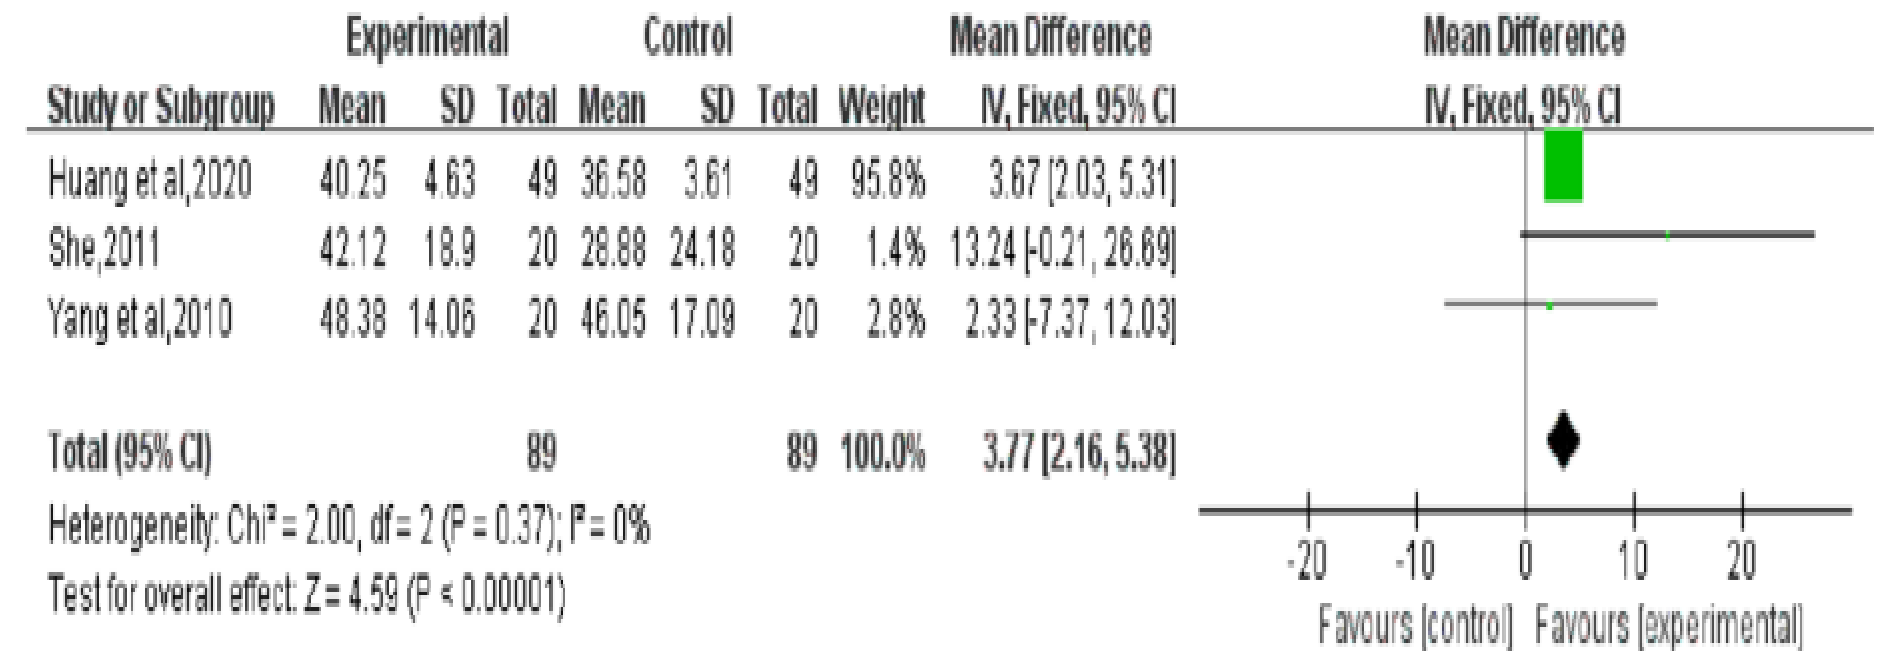 Experimental Control Mean Difference Mean Difference
Study or Subgroup Mean SD Total Mean SD Total Weight IV, Fixed, 95% CI IV, Fixed, 95% CI
Huang et al,2020 40.25 4.63 49 36.58 3.61 49 95.8% 3.67 [2.03, 5.31]
She,2011 42.12 18.9 20 28.88 24.18 20 1.4% 13.24 [-0.21, 26.69]
Yang et al,2010 48.38 14.06 20 46.05 17.09 20 2.8% 2.33 [-7.37, 12.03]
Total (95% CI) 89 89 100.0% 3.77 [2.16, 5.38]
Heterogeneity: Chi² = 2.00, df = 2 (P = 0.37); I² = 0%
Test for overall effect: Z = 4.59 (P < 0.00001)
-20 -10 0 10 20
Favours [control] Favours [experimental]